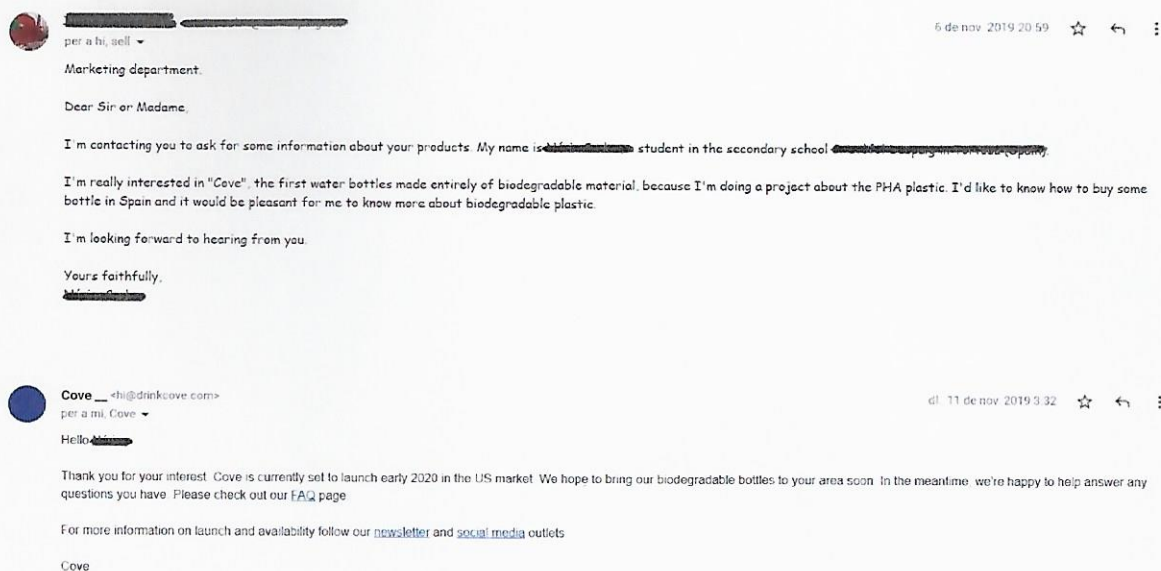 per a hi, sell
6 de nov 2019 20 59
Marketing department.
Dear Sir or Madame,
I'm contacting you to ask for some information about your products. My name is student in the secondary school
I'm really interested in "Cove", the first water bottles made entirely of biodegradable material, because I'm doing a project about the PHA plastic. I'd like to know how to buy some
bottle in Spain and it would be pleasant for me to know more about biodegradable plastic.
I'm looking forward to hearing from you.
Yours faithfully,
Cove __ <hi@drinkcove com>
dl 11 de nov 2019 3.32
per a mi, Cove
Hello
Thank you for your interest Cove is currently set to launch early 2020 in the US market We hope to bring our biodegradable bottles to your area soon In the meantime we're happy to help answer any
questions you have Please check out our FAQ page
For more information on launch and availability follow our newsletter and social media outlets
Cove